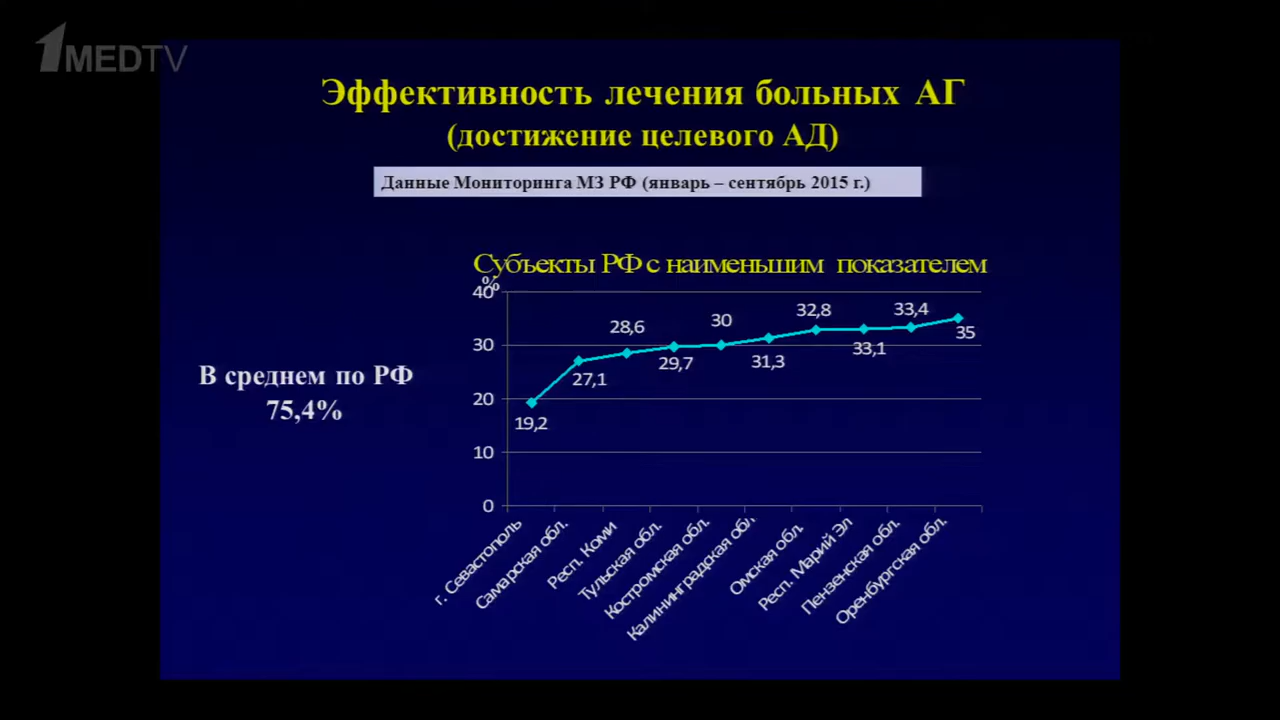 1MEDTV
Эффективность лечения больных АГ
(достижение целевого АД)
Данные Мониторинга МЗ РФ (январь – сентябрь 2015 г.)
Субъекты РФ с наименьшим показателем
%
40
30
20
10
0
19,2
27,1
28,6
29,7
30
31,3
32,8
33,1
33,4
35
В среднем по РФ
75,4%
г. Севастополь
Самарская обл.
Респ. Коми
Тульская обл.
Костромская обл.
Калининградская обл
Омская обл.
Респ. Марий Эл
Пензенская обл.
Оренбургская обл.